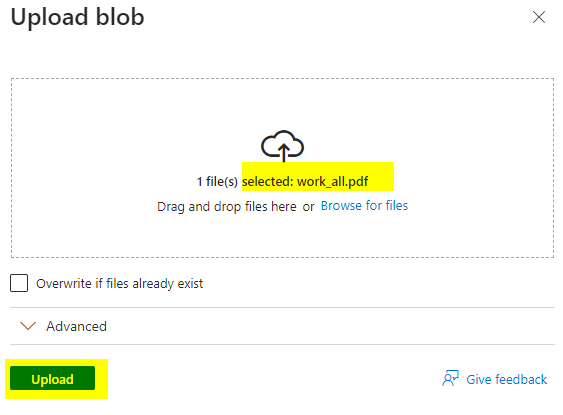 Upload blob
1 file(s) selected: work_all.pdf
Drag and drop files here or Browse for files
Overwrite if files already exist
Advanced
Upload
Give feedback